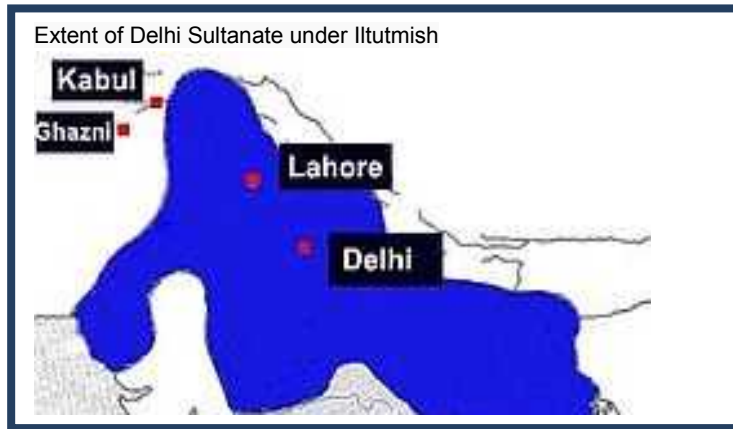 Extent of Delhi Sultanate under Iltutmish
Kabul
Ghazni
Lahore
Delhi